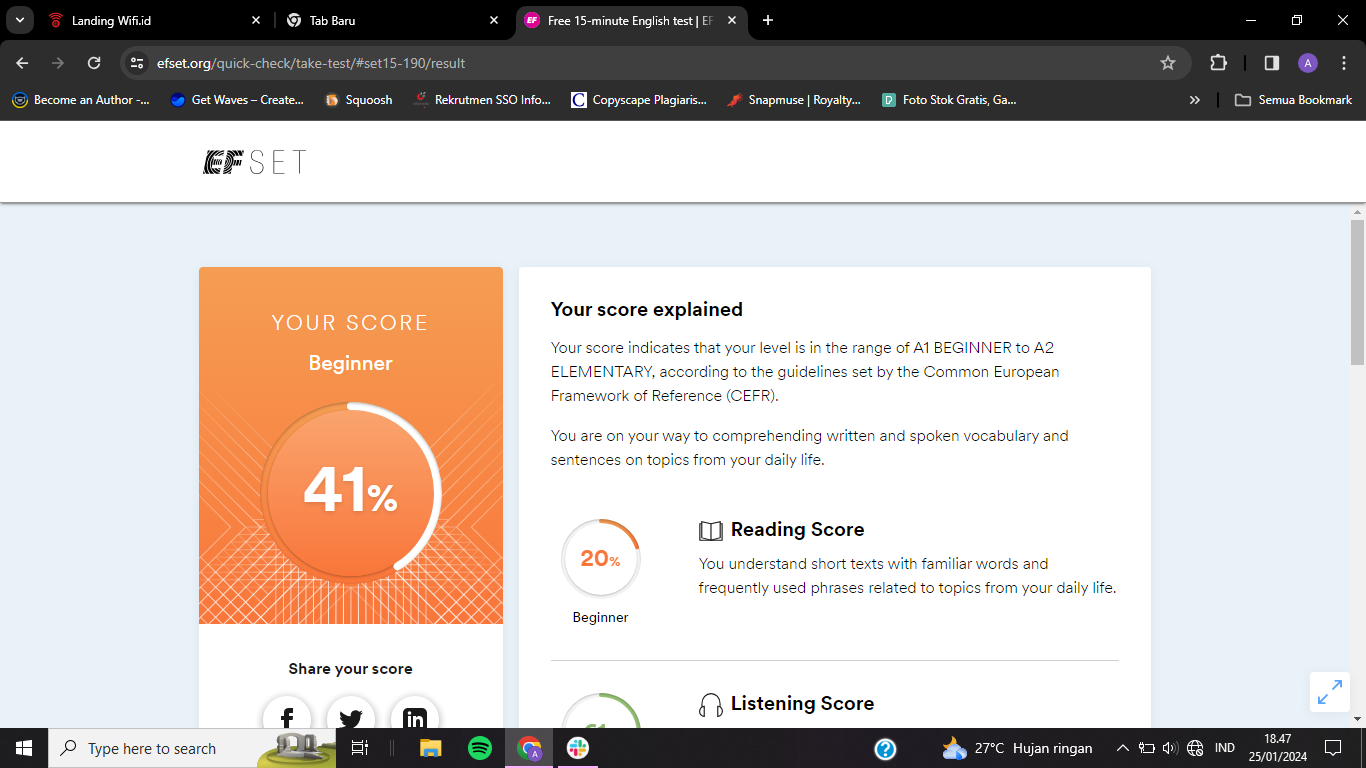 Landing Wifi.id
Tab Baru
Free 15-minute English test | EF
efset.org/quick-check/take-test/#set15-190/result
A
Become an Author -...
Get Waves – Create...
Squoosh
Rekrutmen SSO Info...
Copyscape Plagiaris...
Snapmuse | Royalty...
Foto Stok Gratis, Ga...
Semua Bookmark
EF SET
YOUR SCORE
Beginner
41%
Share your score
Your score explained
Your score indicates that your level is in the range of A1 BEGINNER to A2
ELEMENTARY, according to the guidelines set by the Common European
Framework of Reference (CEFR).
You are on your way to comprehending written and spoken vocabulary and
sentences on topics from your daily life.
20%
Beginner
Reading Score
You understand short texts with familiar words and
frequently used phrases related to topics from your daily life.
Listening Score
Type here to search
27°C Hujan ringan
IND
18.47
25/01/2024